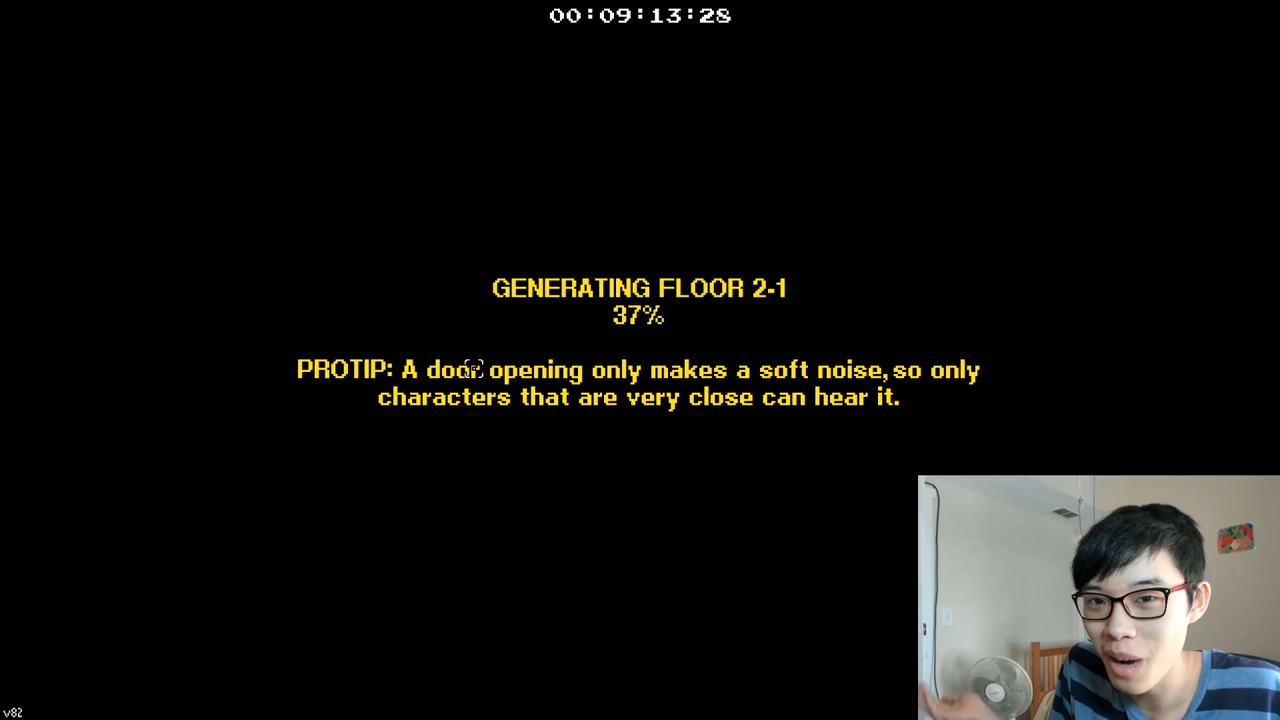 00:09:13:28
GENERATING FLOOR 2-1
37%
PROTIP: A door opening only makes a soft noise, so only
characters that are very close can hear it.
v82